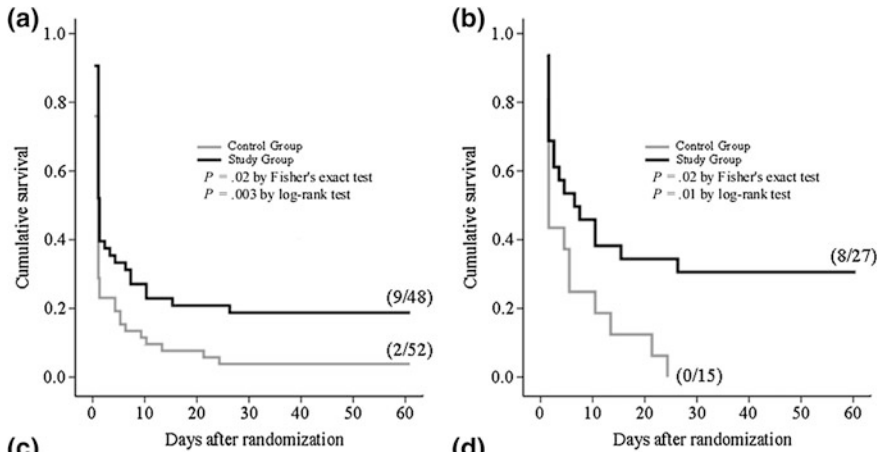 (a)
1.0
0.8
0.6
0.4
0.2
0.0
Cumulative survival
Control Group
Study Group
P = .02 by Fisher's exact test
P = .003 by log-rank test
(9/48)
(2/52)
0 10 20 30 40 50 60
Days after randomization
(b)
1.0
0.8
0.6
0.4
0.2
0.0
Cumulative survival
Control Group
Study Group
P = .02 by Fisher's exact test
P = .01 by log-rank test
(8/27)
(0/15)
0 10 20 30 40 50 60
Days after randomization
(c)
(d)